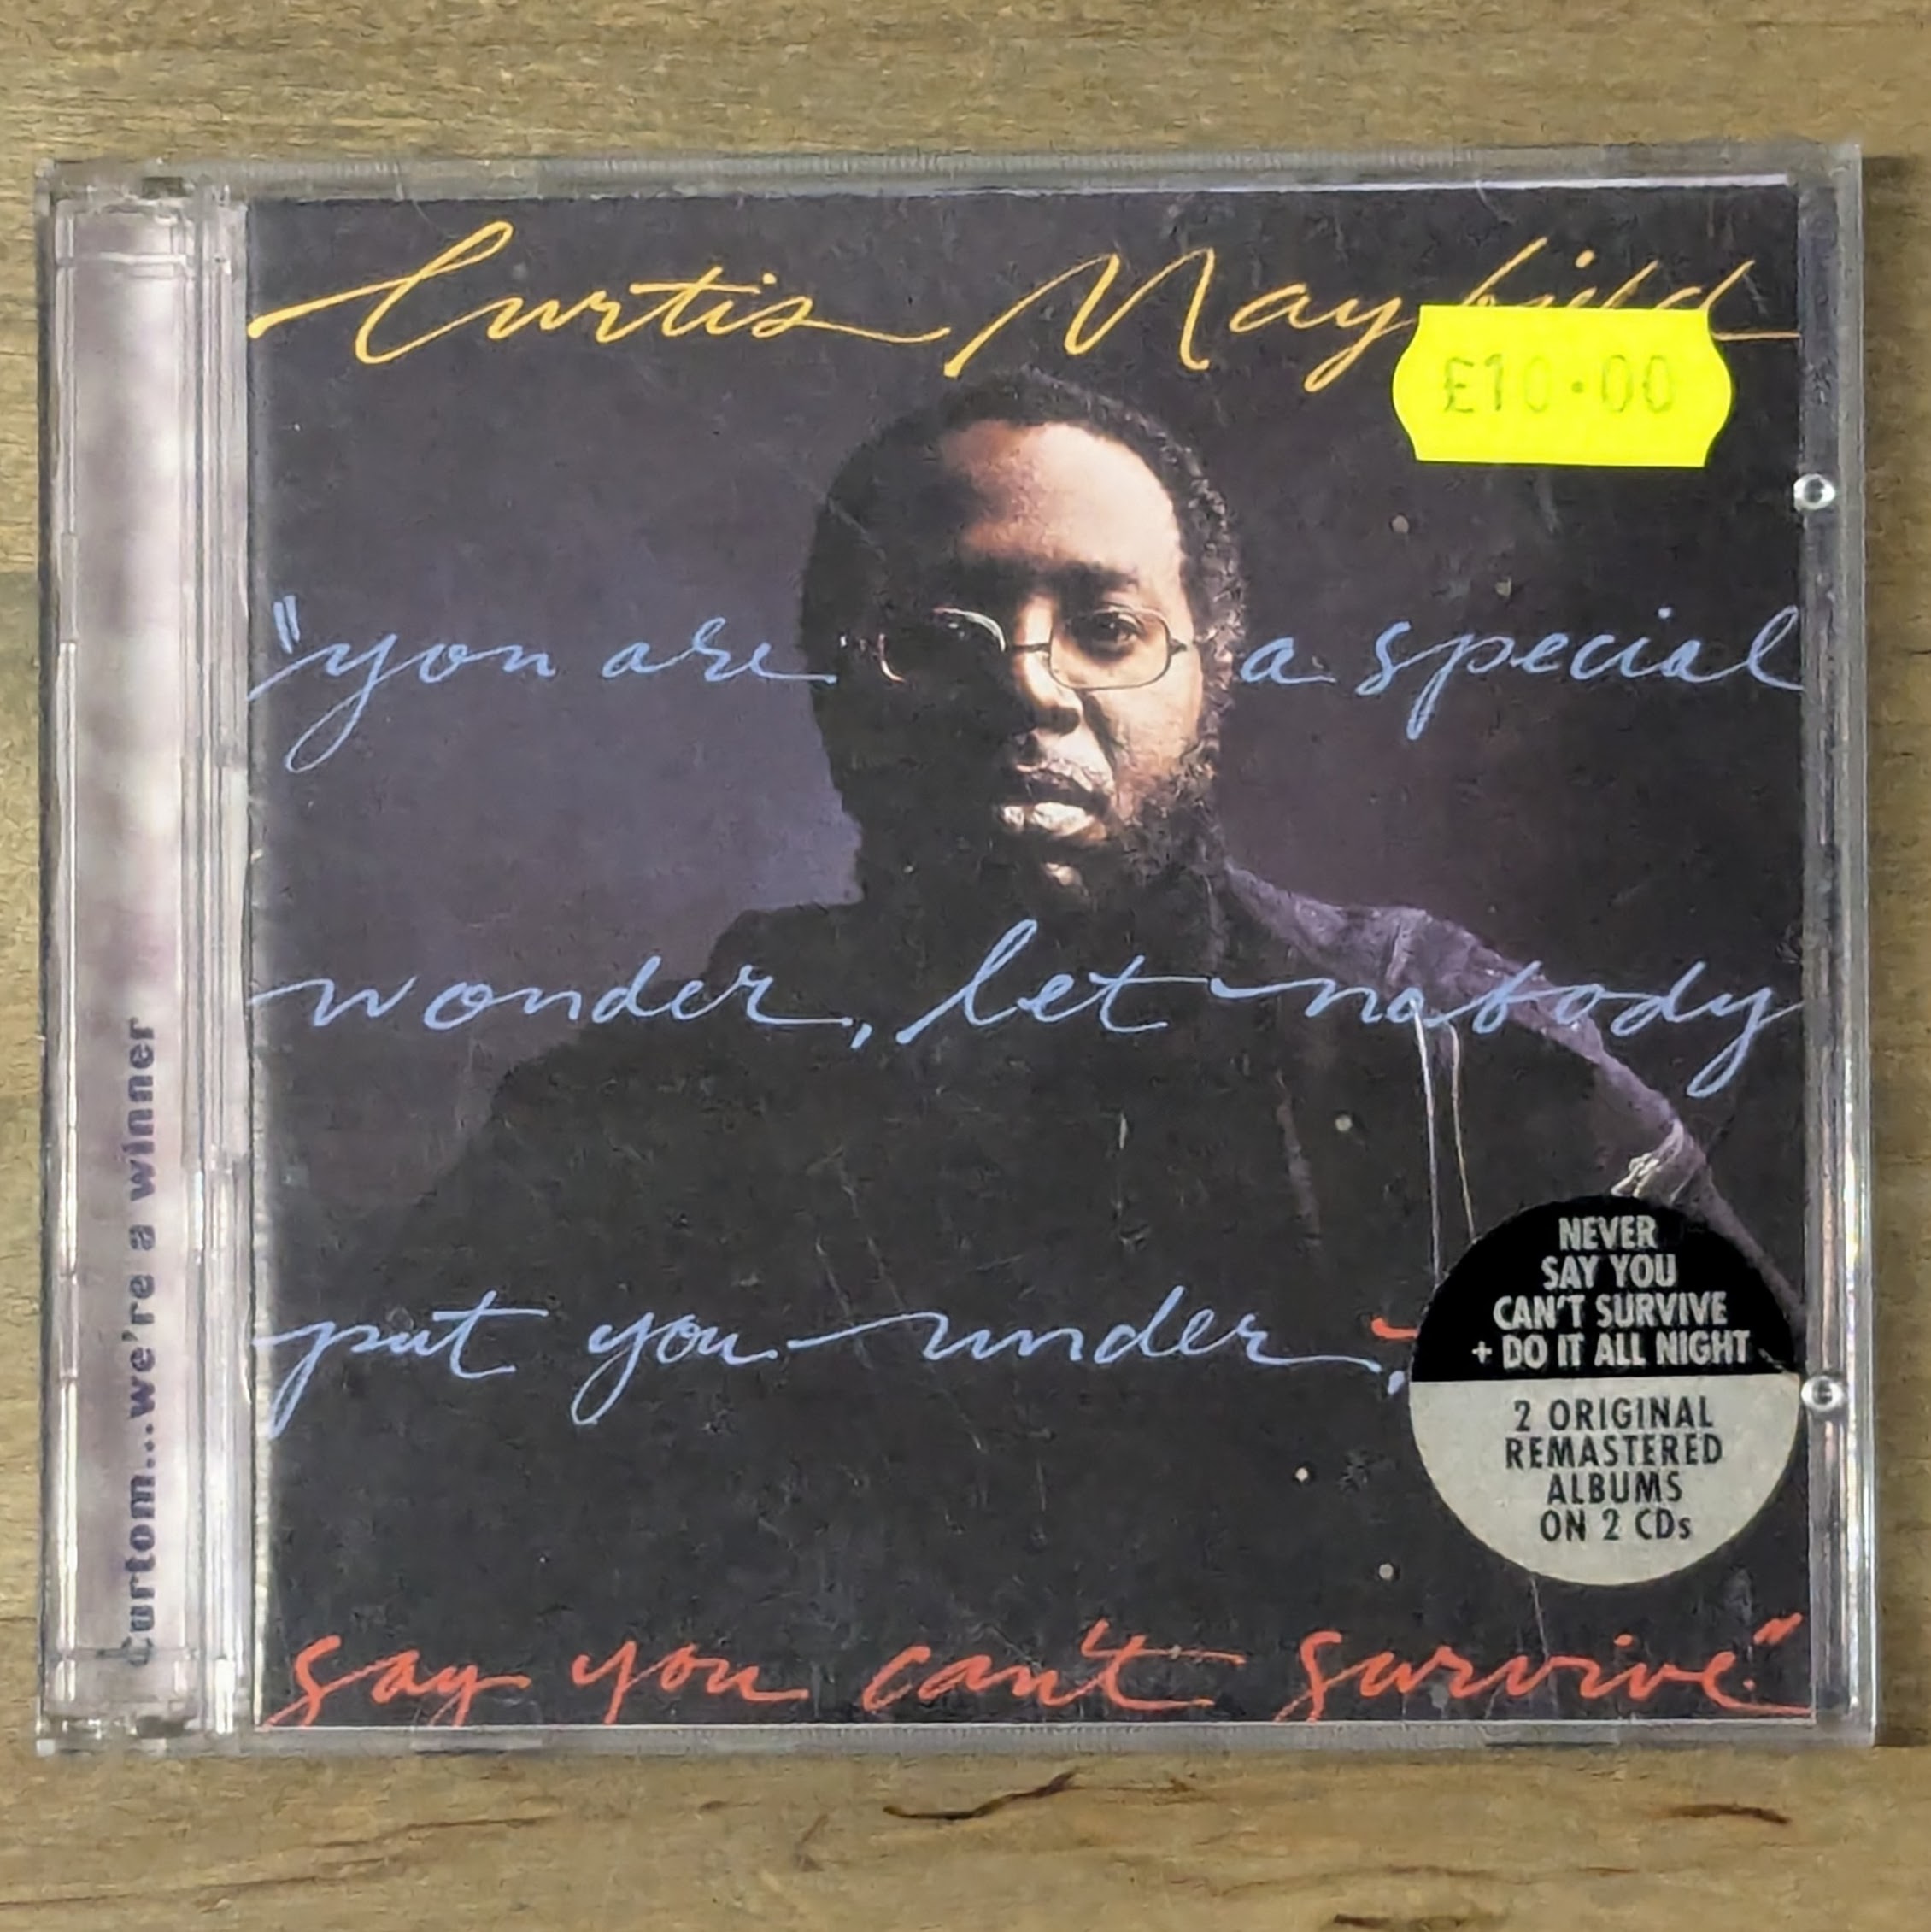 Curtis Mayfield
£10.00
"you are a special
wonder, let nobody
put you under,
say you can't survive"
NEVER
SAY YOU
CAN'T SURVIVE
+ DO IT ALL NIGHT
2 ORIGINAL
REMASTERED
ALBUMS
ON 2 CDs
Curtom...we're a winner